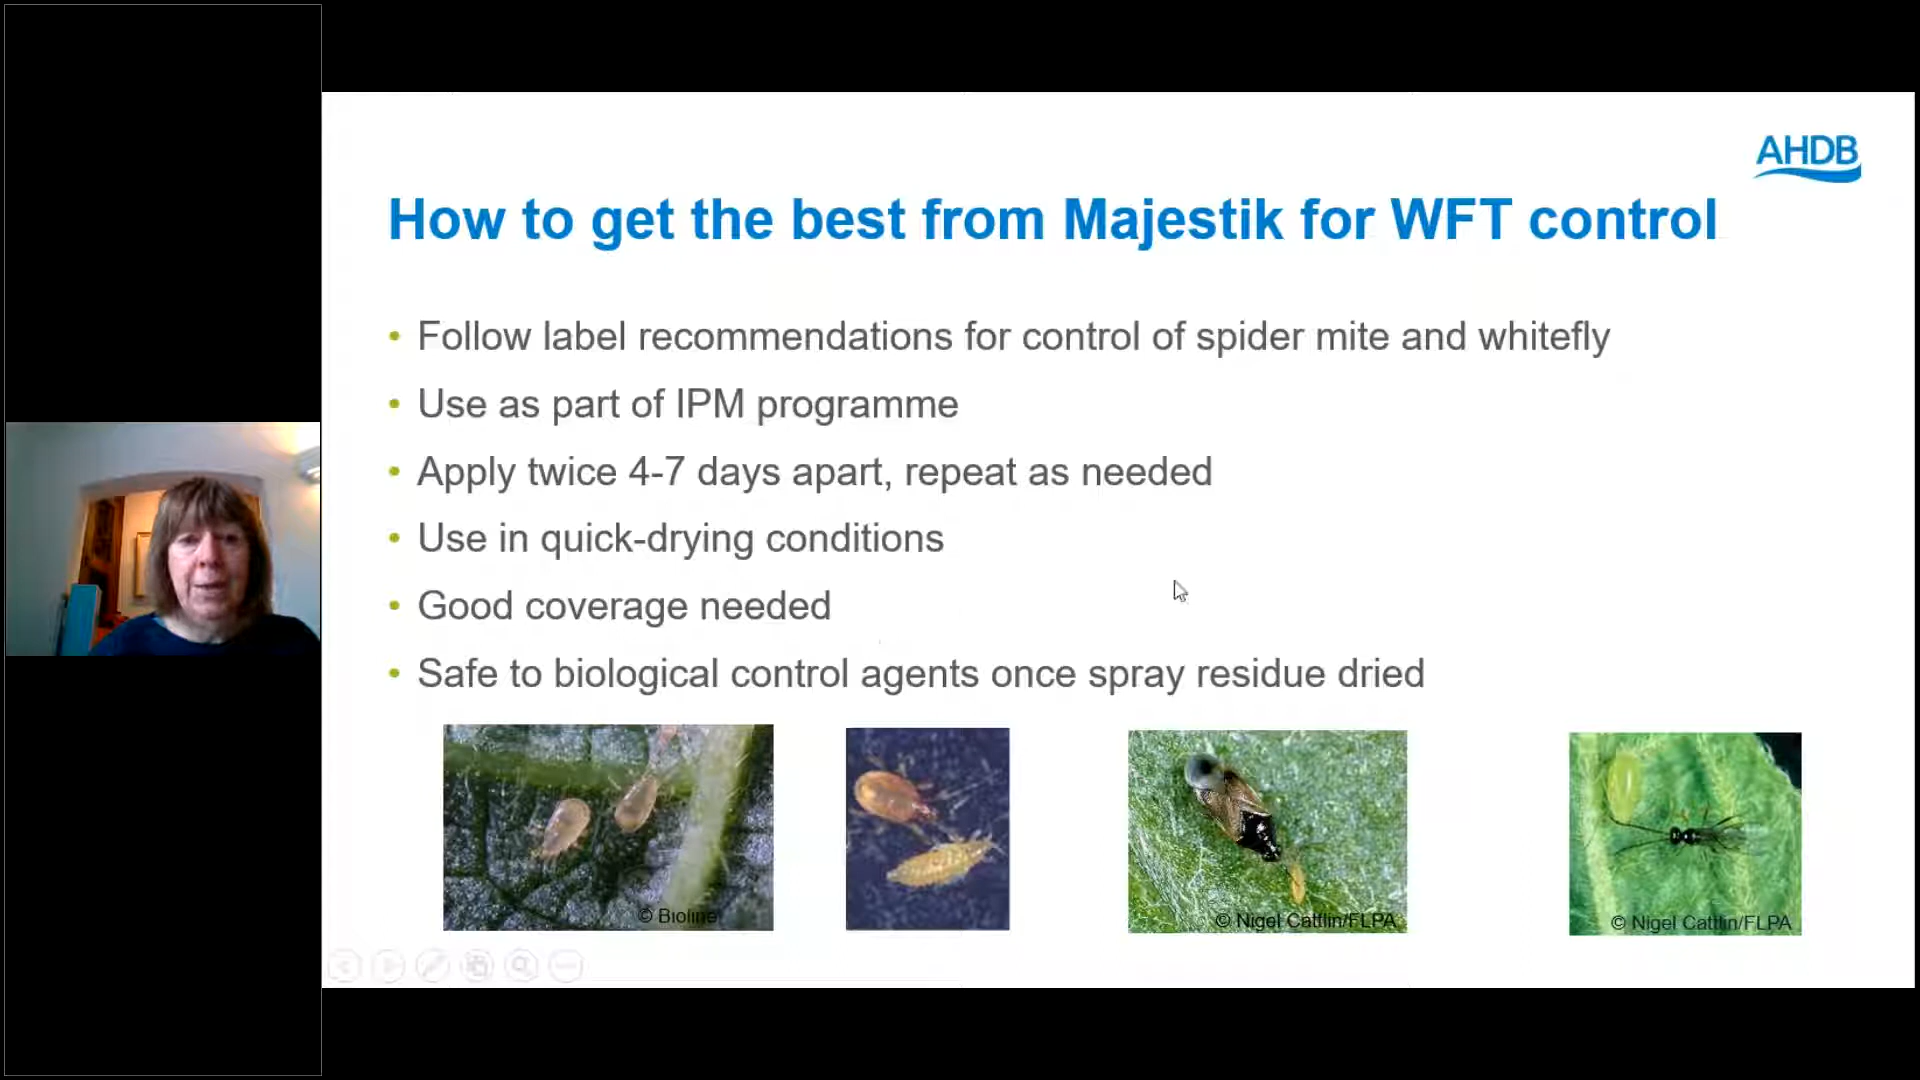 AHDB
How to get the best from Majestik for WFT control
• Follow label recommendations for control of spider mite and whitefly
• Use as part of IPM programme
• Apply twice 4-7 days apart, repeat as needed
• Use in quick-drying conditions
• Good coverage needed
• Safe to biological control agents once spray residue dried
© Bioline
© Nigel Cattlin/FLPA
© Nigel Cattlin/FLPA